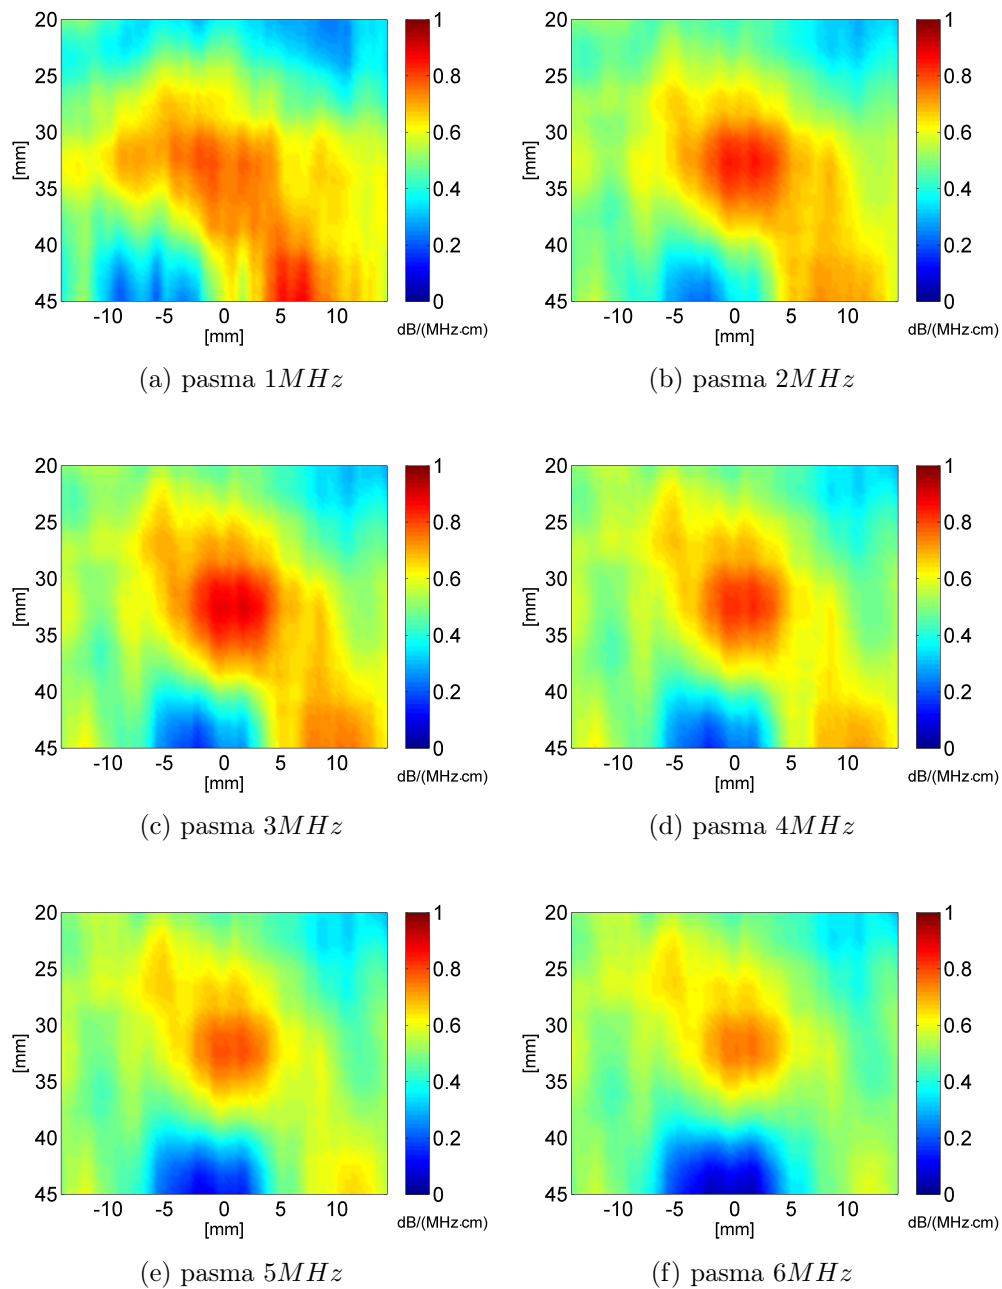 20
25
30
35
40
45
[mm]
-10 -5 0 5 10
[mm]
1
0.8
0.6
0.4
0.2
0
dB/(MHz·cm)
(a) pasma 1MHz
20
25
30
35
40
45
[mm]
-10 -5 0 5 10
[mm]
1
0.8
0.6
0.4
0.2
0
dB/(MHz·cm)
(b) pasma 2MHz
20
25
30
35
40
45
[mm]
-10 -5 0 5 10
[mm]
1
0.8
0.6
0.4
0.2
0
dB/(MHz·cm)
(c) pasma 3MHz
20
25
30
35
40
45
[mm]
-10 -5 0 5 10
[mm]
1
0.8
0.6
0.4
0.2
0
dB/(MHz·cm)
(d) pasma 4MHz
20
25
30
35
40
45
[mm]
-10 -5 0 5 10
[mm]
1
0.8
0.6
0.4
0.2
0
dB/(MHz·cm)
(e) pasma 5MHz
20
25
30
35
40
45
[mm]
-10 -5 0 5 10
[mm]
1
0.8
0.6
0.4
0.2
0
dB/(MHz·cm)
(f) pasma 6MHz